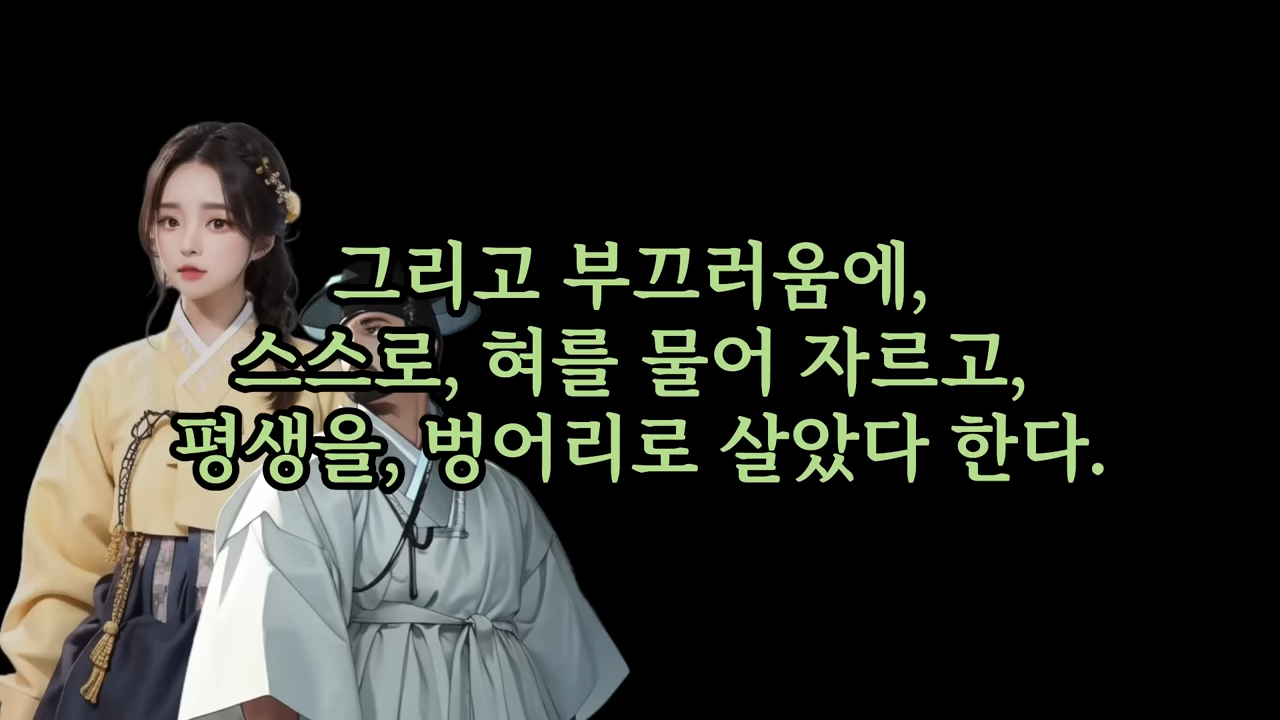 그리고 부끄러움에,
스스로, 혀를 물어 자르고,
평생을, 벙어리로 살았다 한다.